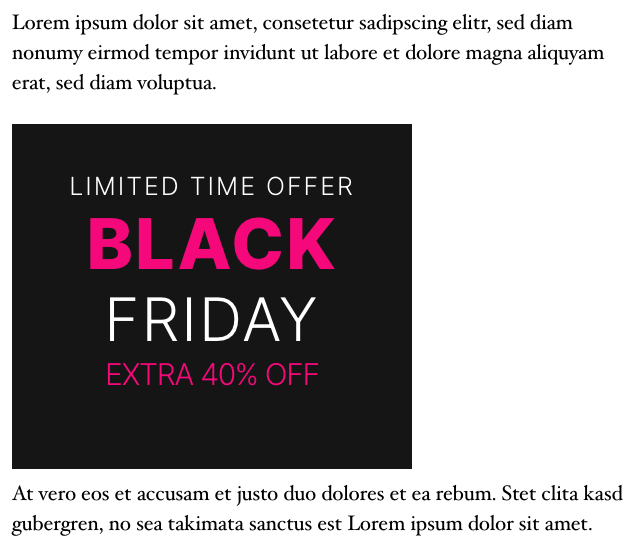 Lorem ipsum dolor sit amet, consetetur sadipscing elitr, sed diam
nonumy eirmod tempor invidunt ut labore et dolore magna aliquyam
erat, sed diam voluptua.
LIMITED TIME OFFER
BLACK
FRIDAY
EXTRA 40% OFF
At vero eos et accusam et justo duo dolores et ea rebum. Stet clita kasd
gubergren, no sea takimata sanctus est Lorem ipsum dolor sit amet.